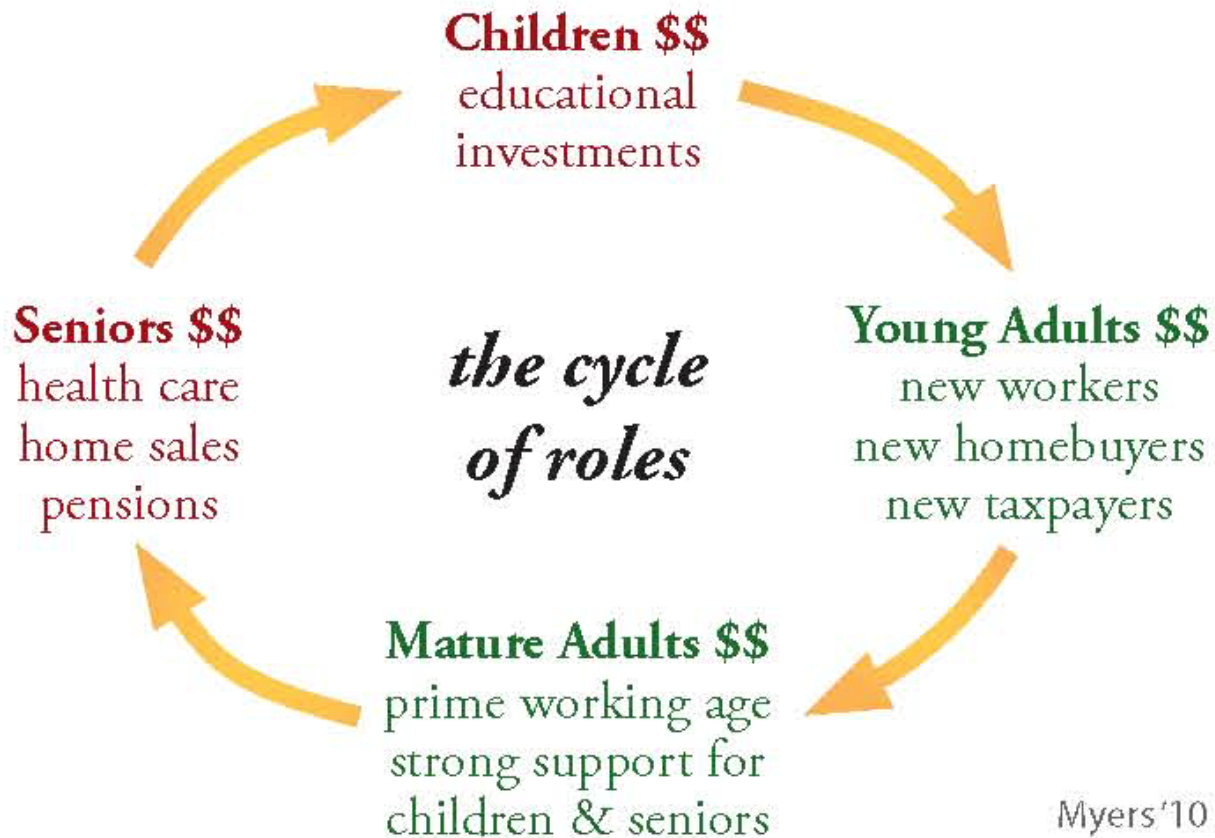 Children $$
educational
investments
Seniors $$
health care
home sales
pensions
the cycle
of roles
Young Adults $$
new workers
new homebuyers
new taxpayers
Mature Adults $$
prime working age
strong support for
children & seniors
Myers '10